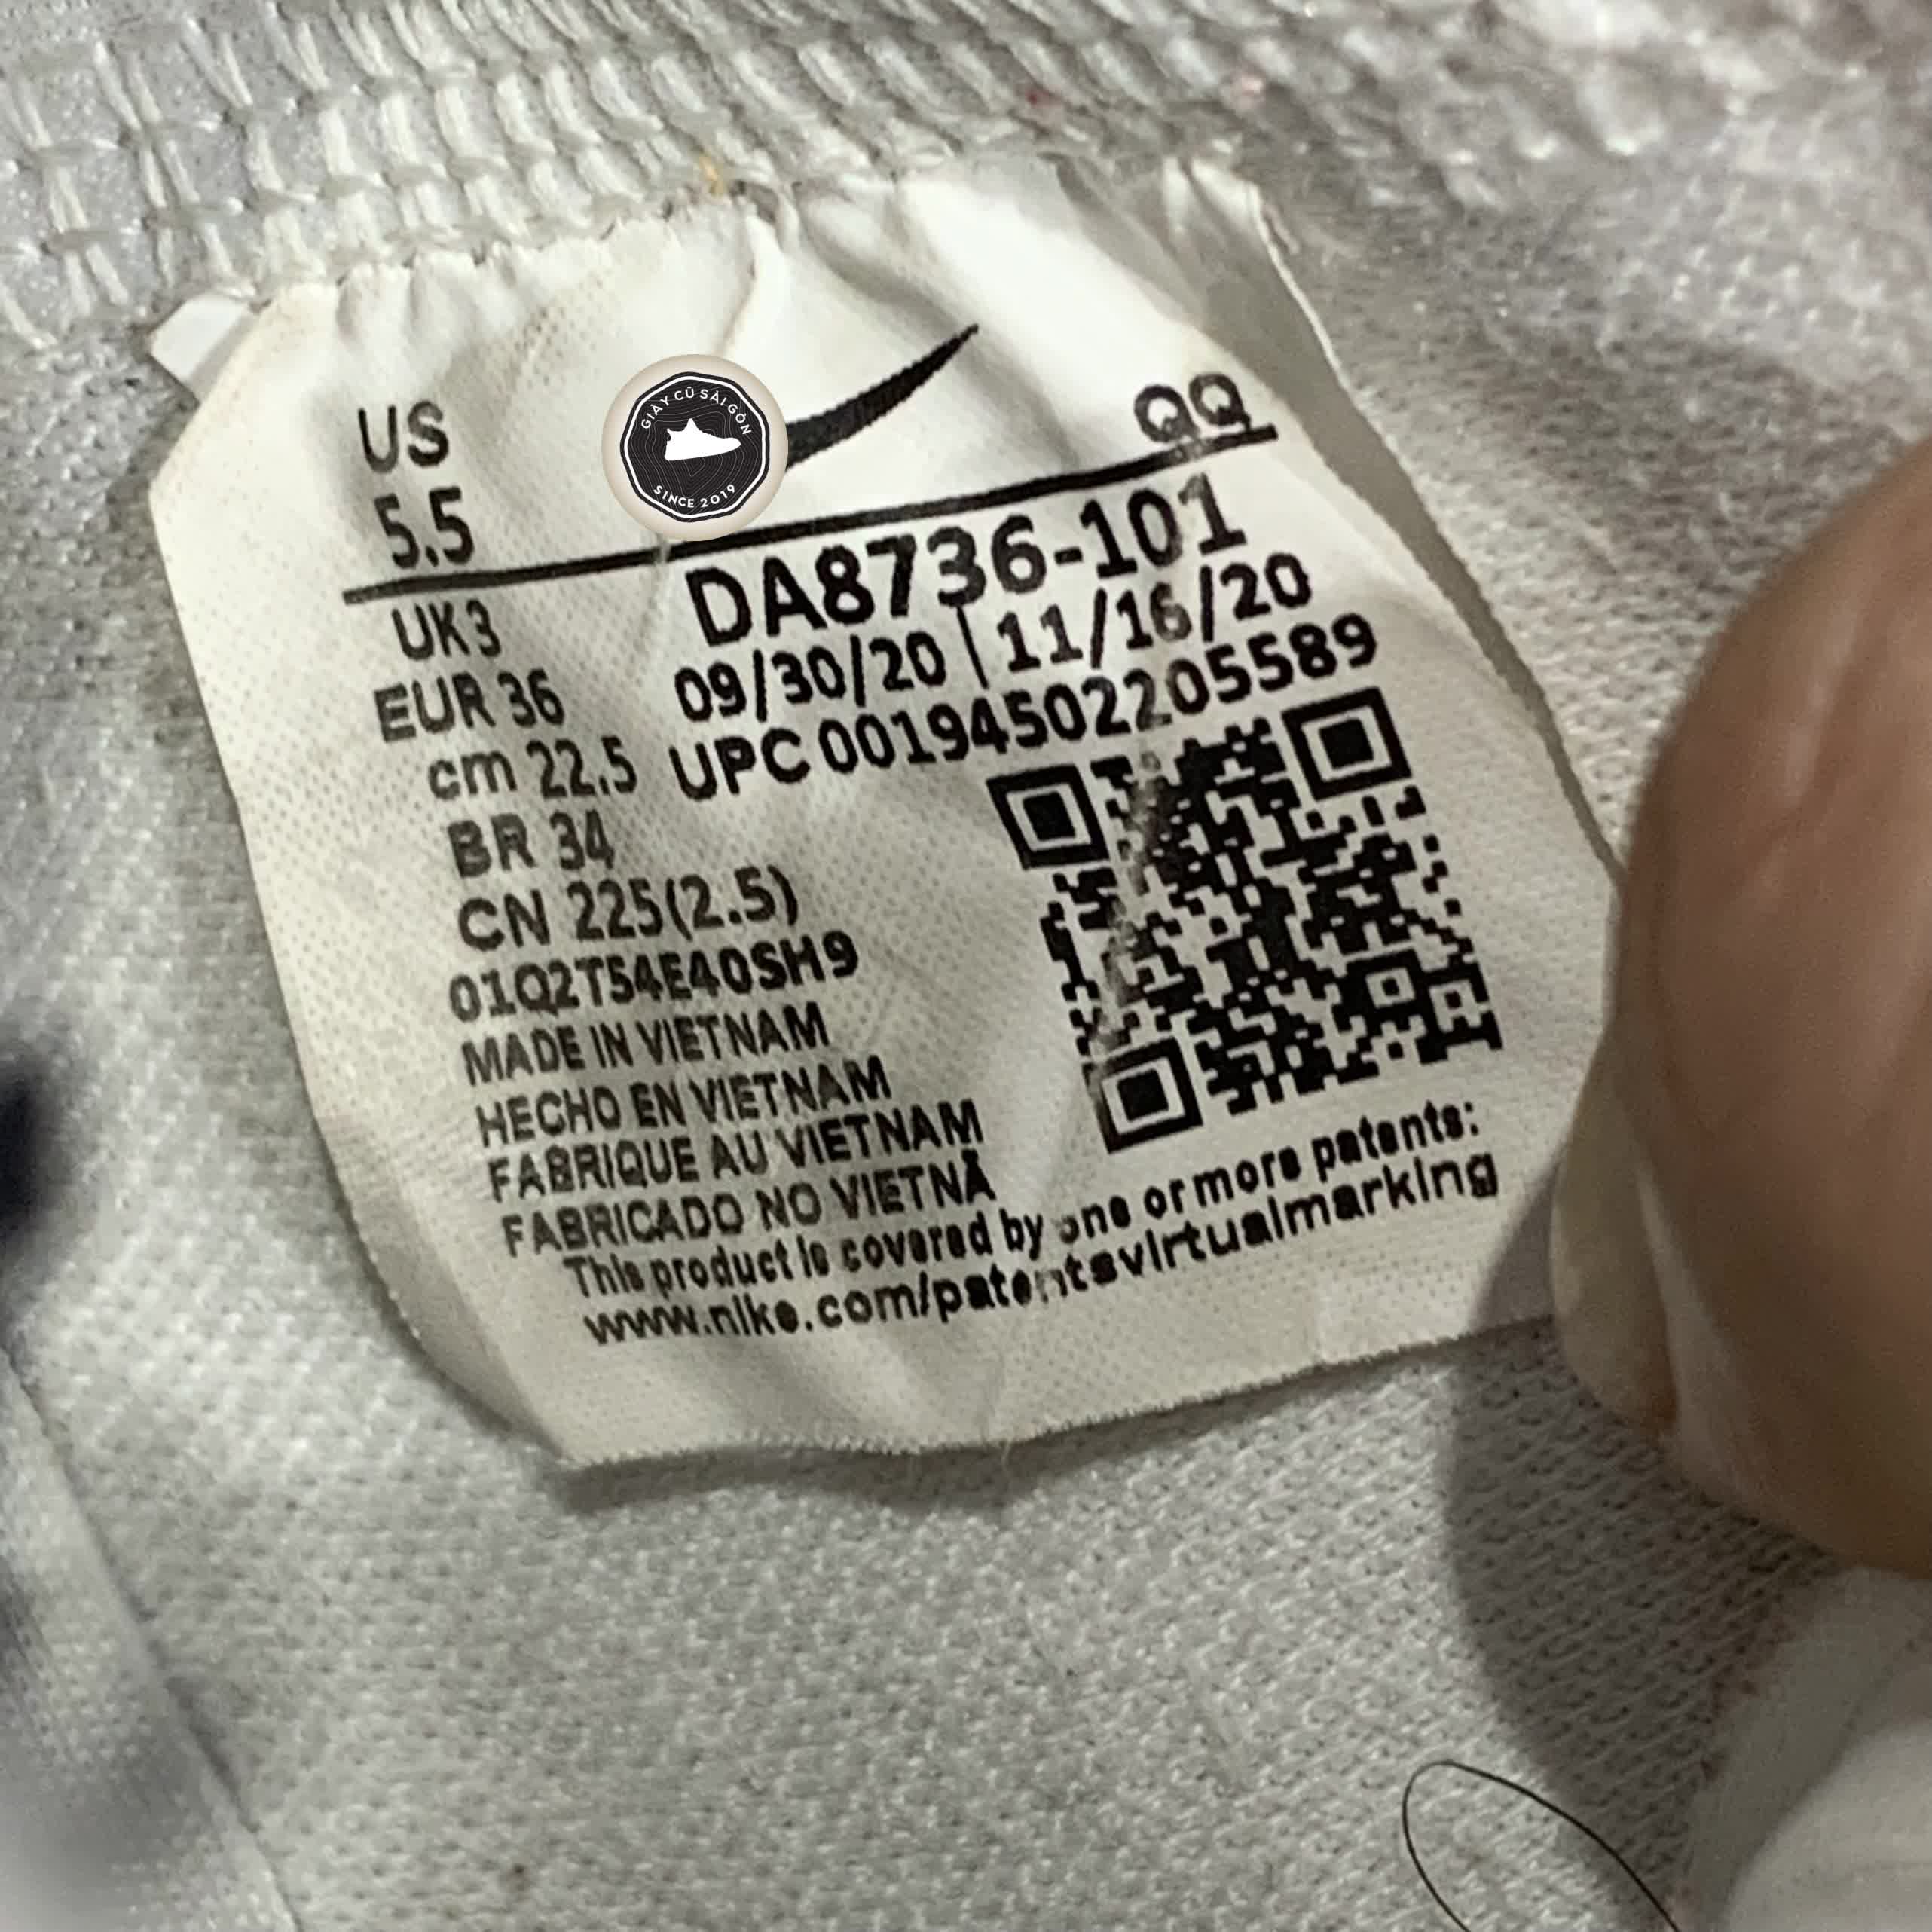 US
5.5
GIÀY CŨ SÀI GÒN
SINCE 2019
QQ
UK3
EUR 36
cm 22.5
BR 34
CN 225(2.5)
01Q2T54E40SH9
DA8736-101
09/30/20 | 11/16/20
UPC 00194502205589
MADE IN VIETNAM
HECHO EN VIETNAM
FABRIQUE AU VIETNAM
FABRICADO NO VIETNÃ
This product is covered by one or more patents:
www.nike.com/patentsvirtualmarking